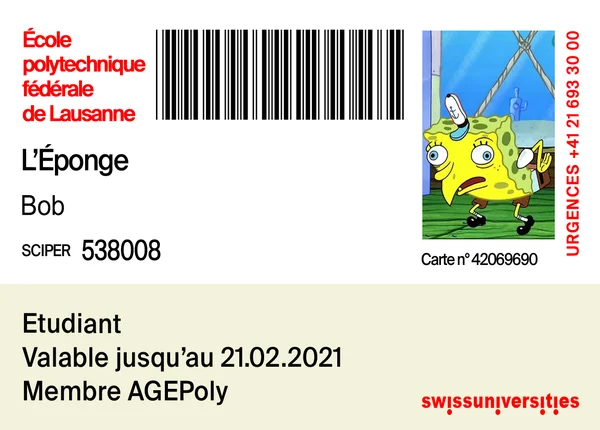 École
polytechnique
fédérale
de Lausanne
L'Éponge
Bob
SCIPER 538008
Carte n° 42069690
URGENCES +41 21 693 30 00
Etudiant
Valable jusqu'au 21.02.2021
Membre AGEPoly
swissuniversities